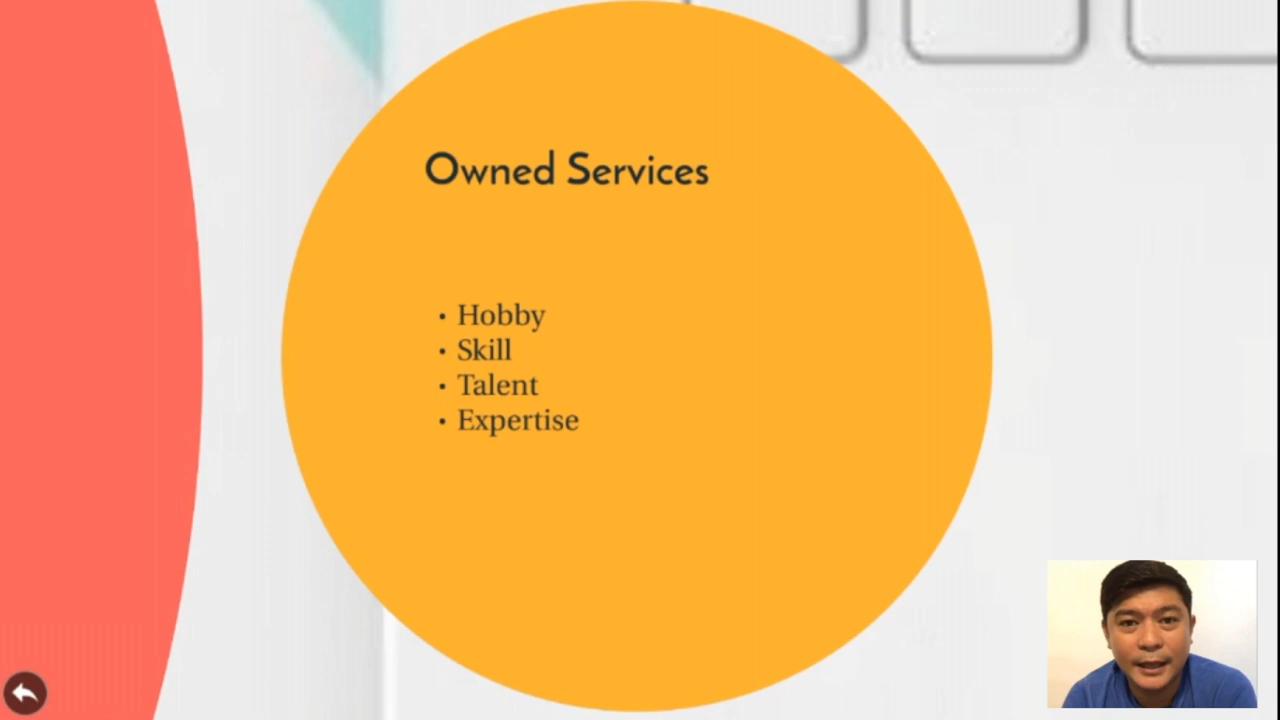 Owned Services
• Hobby
• Skill
• Talent
• Expertise